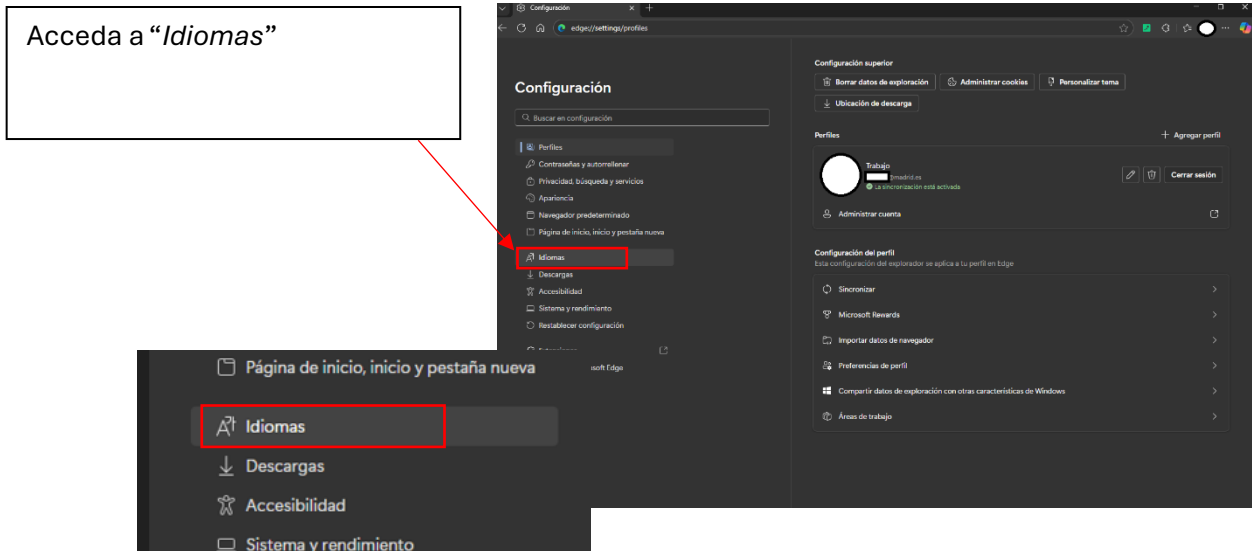 Acceda a “Idiomas”
Configuración
edge://settings/profiles
Configuración
Buscar en configuración
Perfiles
Contraseñas y autorrellenar
Privacidad, búsqueda y servicios
Apariencia
Navegador predeterminado
Página de inicio, inicio y pestaña nueva
Idiomas
Descargas
Accesibilidad
Sistema y rendimiento
Restablecer configuración
Configuración superior
Borrar datos de exploración
Administrar cookies
Personalizar tema
Ubicación de descarga
Perfiles
Agregar perfil
Trabajo
@madrid.es
La sincronización está activada
Cerrar sesión
Administrar cuenta
Configuración del perfil
Esta configuración del explorador se aplica a tu perfil en Edge
Sincronizar
Microsoft Rewards
Importar datos de navegador
Preferencias de perfil
Compartir datos de exploración con otras características de Windows
Áreas de trabajo
osoft Edge
Página de inicio, inicio y pestaña nueva
Idiomas
Descargas
Accesibilidad
Sistema y rendimiento